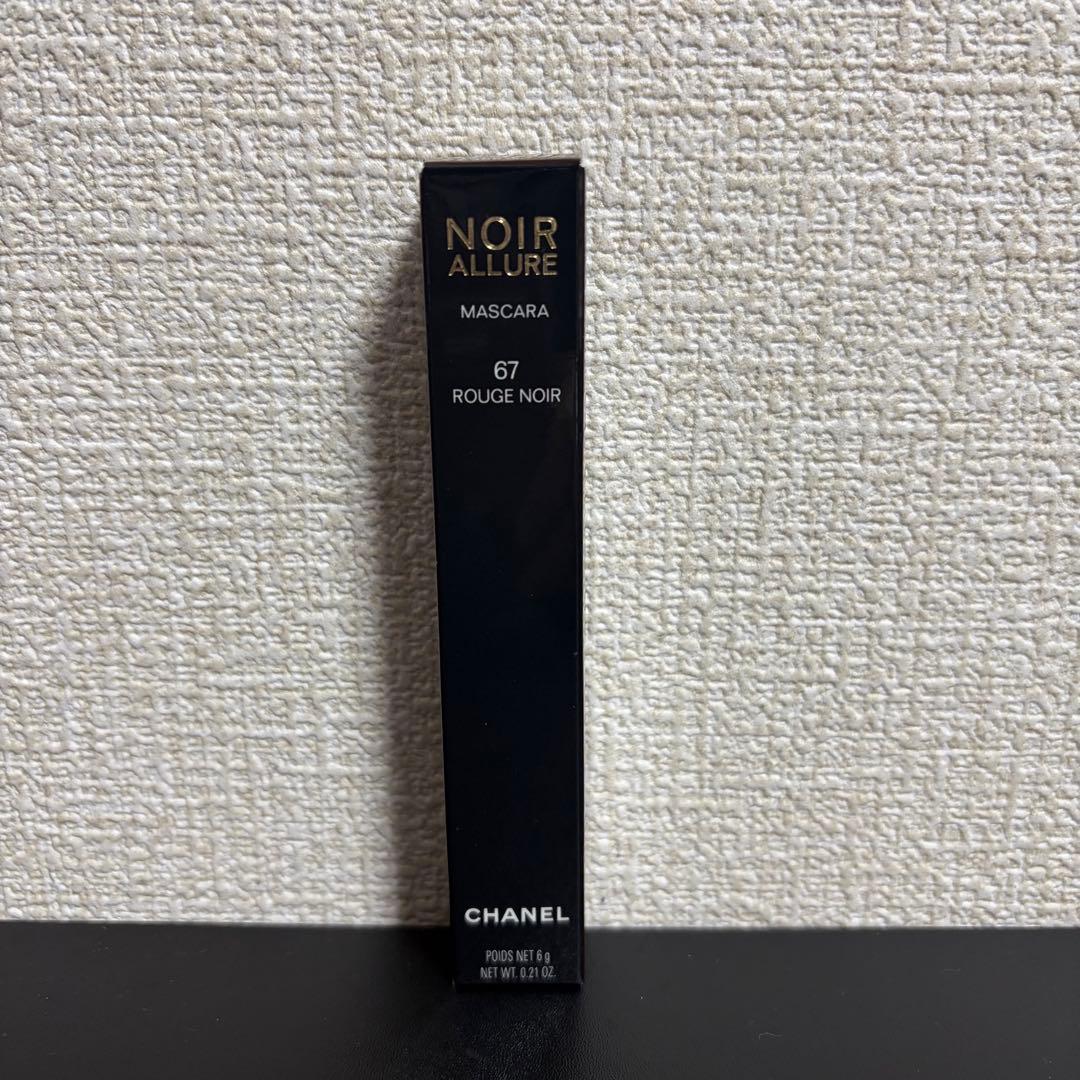 NOIR
ALLURE
MASCARA
67
ROUGE NOIR
CHANEL
POIDS NET 6 g
NET WT. 0.21 OZ.